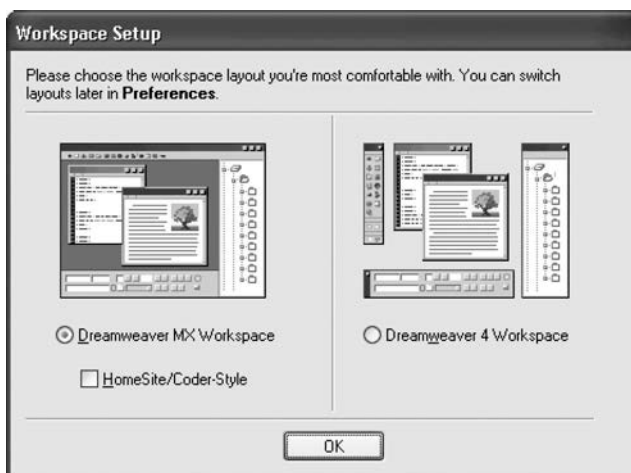 Workspace Setup
Please choose the workspace layout you're most comfortable with. You can switch
layouts later in Preferences.
Dreamweaver MX Workspace
Dreamweaver 4 Workspace
HomeSite/Coder-Style
OK